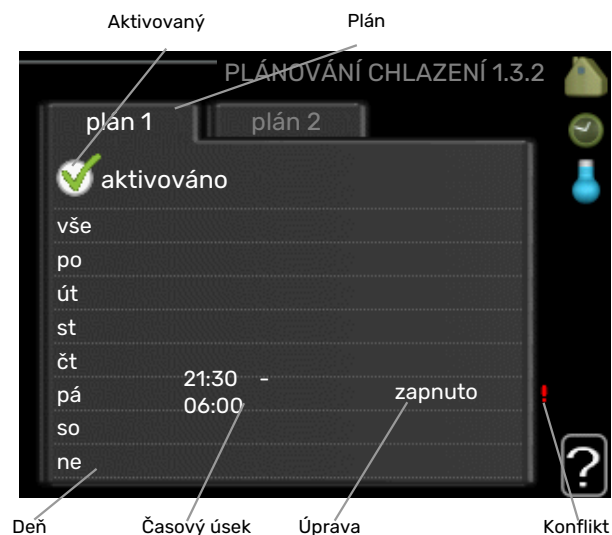 Aktivovaný Plán
PLÁNOVÁNÍ CHLAZENÍ 1.3.2
plán 1 plán 2
aktivováno
vše
po
út
st
čt
pá 21:30 - zapnuto !
06:00
so
ne
?
Deň Časový úsek Úprava Konflikt